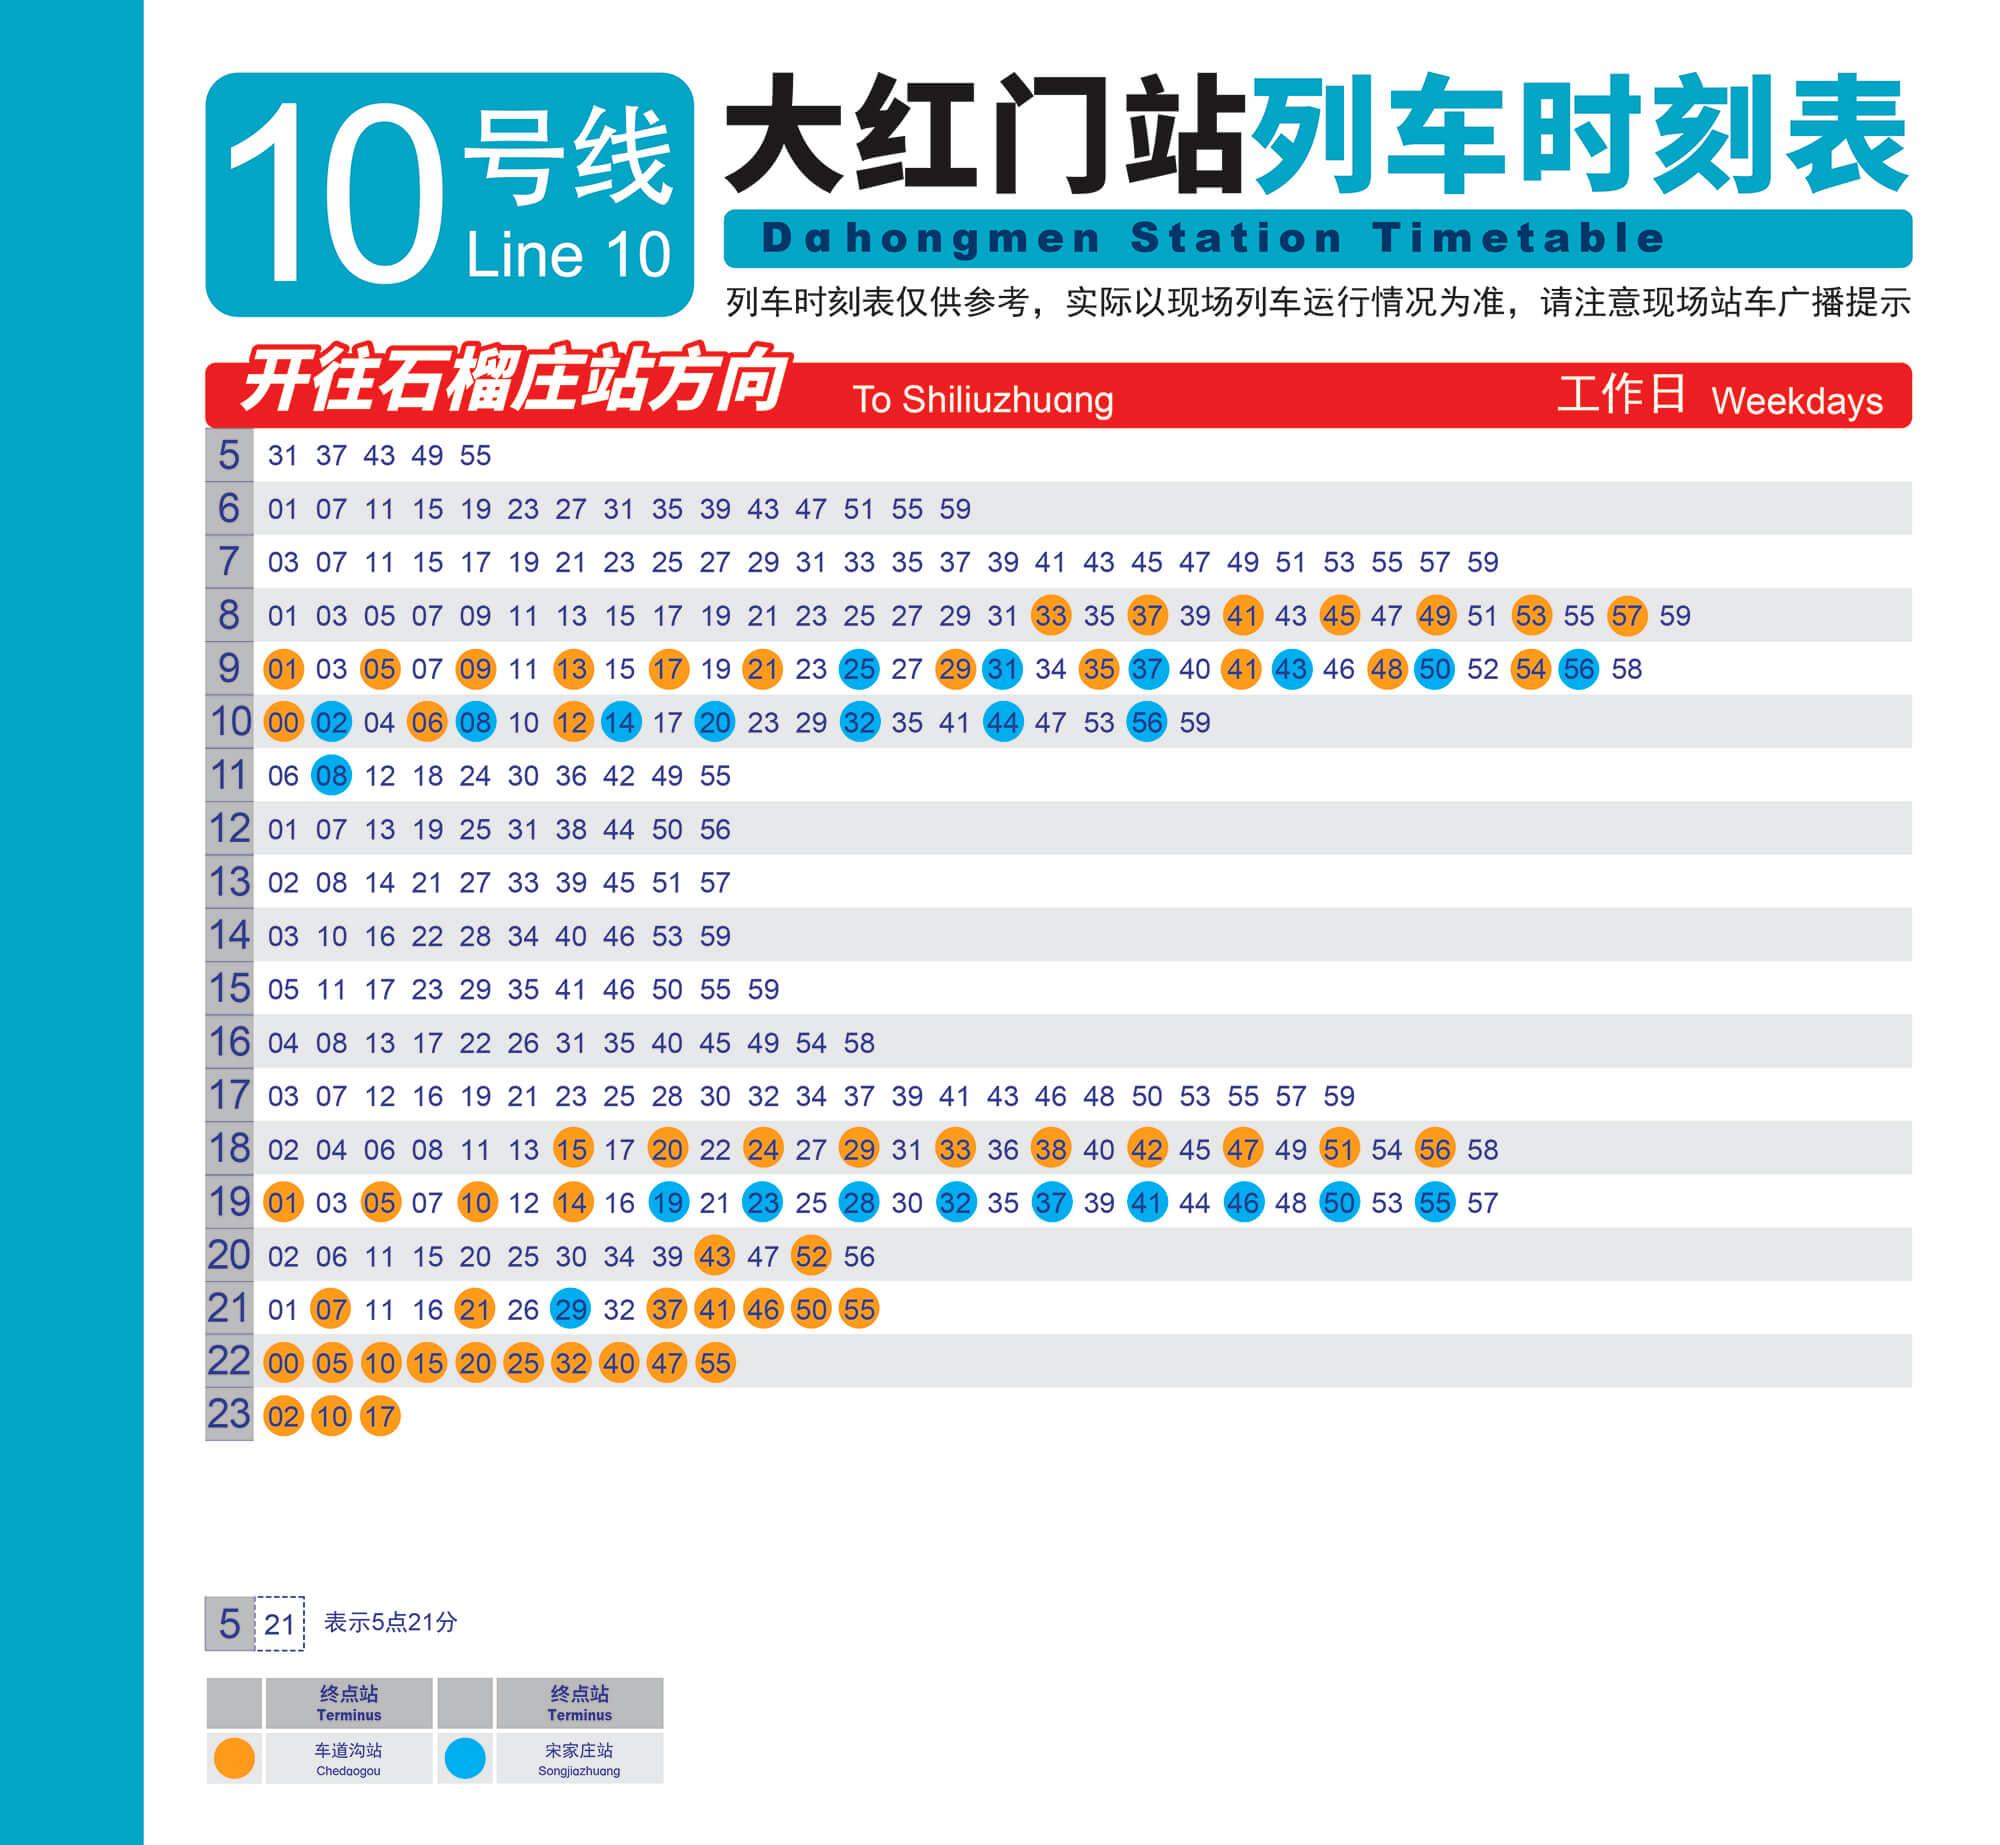 10号线
Line 10
大红门站列车时刻表
Dahongmen Station Timetable
列车时刻表仅供参考，实际以现场列车运行情况为准，请注意现场站车广播提示
开往石榴庄站方向 To Shiliuzhuang 工作日 Weekdays
5 31 37 43 49 55
6 01 07 11 15 19 23 27 31 35 39 43 47 51 55 59
7 03 07 11 15 17 19 21 23 25 27 29 31 33 35 37 39 41 43 45 47 49 51 53 55 57 59
8 01 03 05 07 09 11 13 15 17 19 21 23 25 27 29 31 33 35 37 39 41 43 45 47 49 51 53 55 57 59
9 01 03 05 07 09 11 13 15 17 19 21 23 25 27 29 31 34 35 37 40 41 43 46 48 50 52 54 56 58
10 00 02 04 06 08 10 12 14 17 20 23 29 32 35 41 44 47 53 56 59
11 06 08 12 18 24 30 36 42 49 55
12 01 07 13 19 25 31 38 44 50 56
13 02 08 14 21 27 33 39 45 51 57
14 03 10 16 22 28 34 40 46 53 59
15 05 11 17 23 29 35 41 46 50 55 59
16 04 08 13 17 22 26 31 35 40 45 49 54 58
17 03 07 12 16 19 21 23 25 28 30 32 34 37 39 41 43 46 48 50 53 55 57 59
18 02 04 06 08 11 13 15 17 20 22 24 27 29 31 33 36 38 40 42 45 47 49 51 54 56 58
19 01 03 05 07 10 12 14 16 19 21 23 25 28 30 32 35 37 39 41 44 46 48 50 53 55 57
20 02 06 11 15 20 25 30 34 39 43 47 52 56
21 01 07 11 16 21 26 29 32 37 41 46 50 55
22 00 05 10 15 20 25 32 40 47 55
23 02 10 17
5 21 表示5点21分
终点站 终点站
Terminus Terminus
车道沟站 宋家庄站
Chedaogou Songjiazhuang